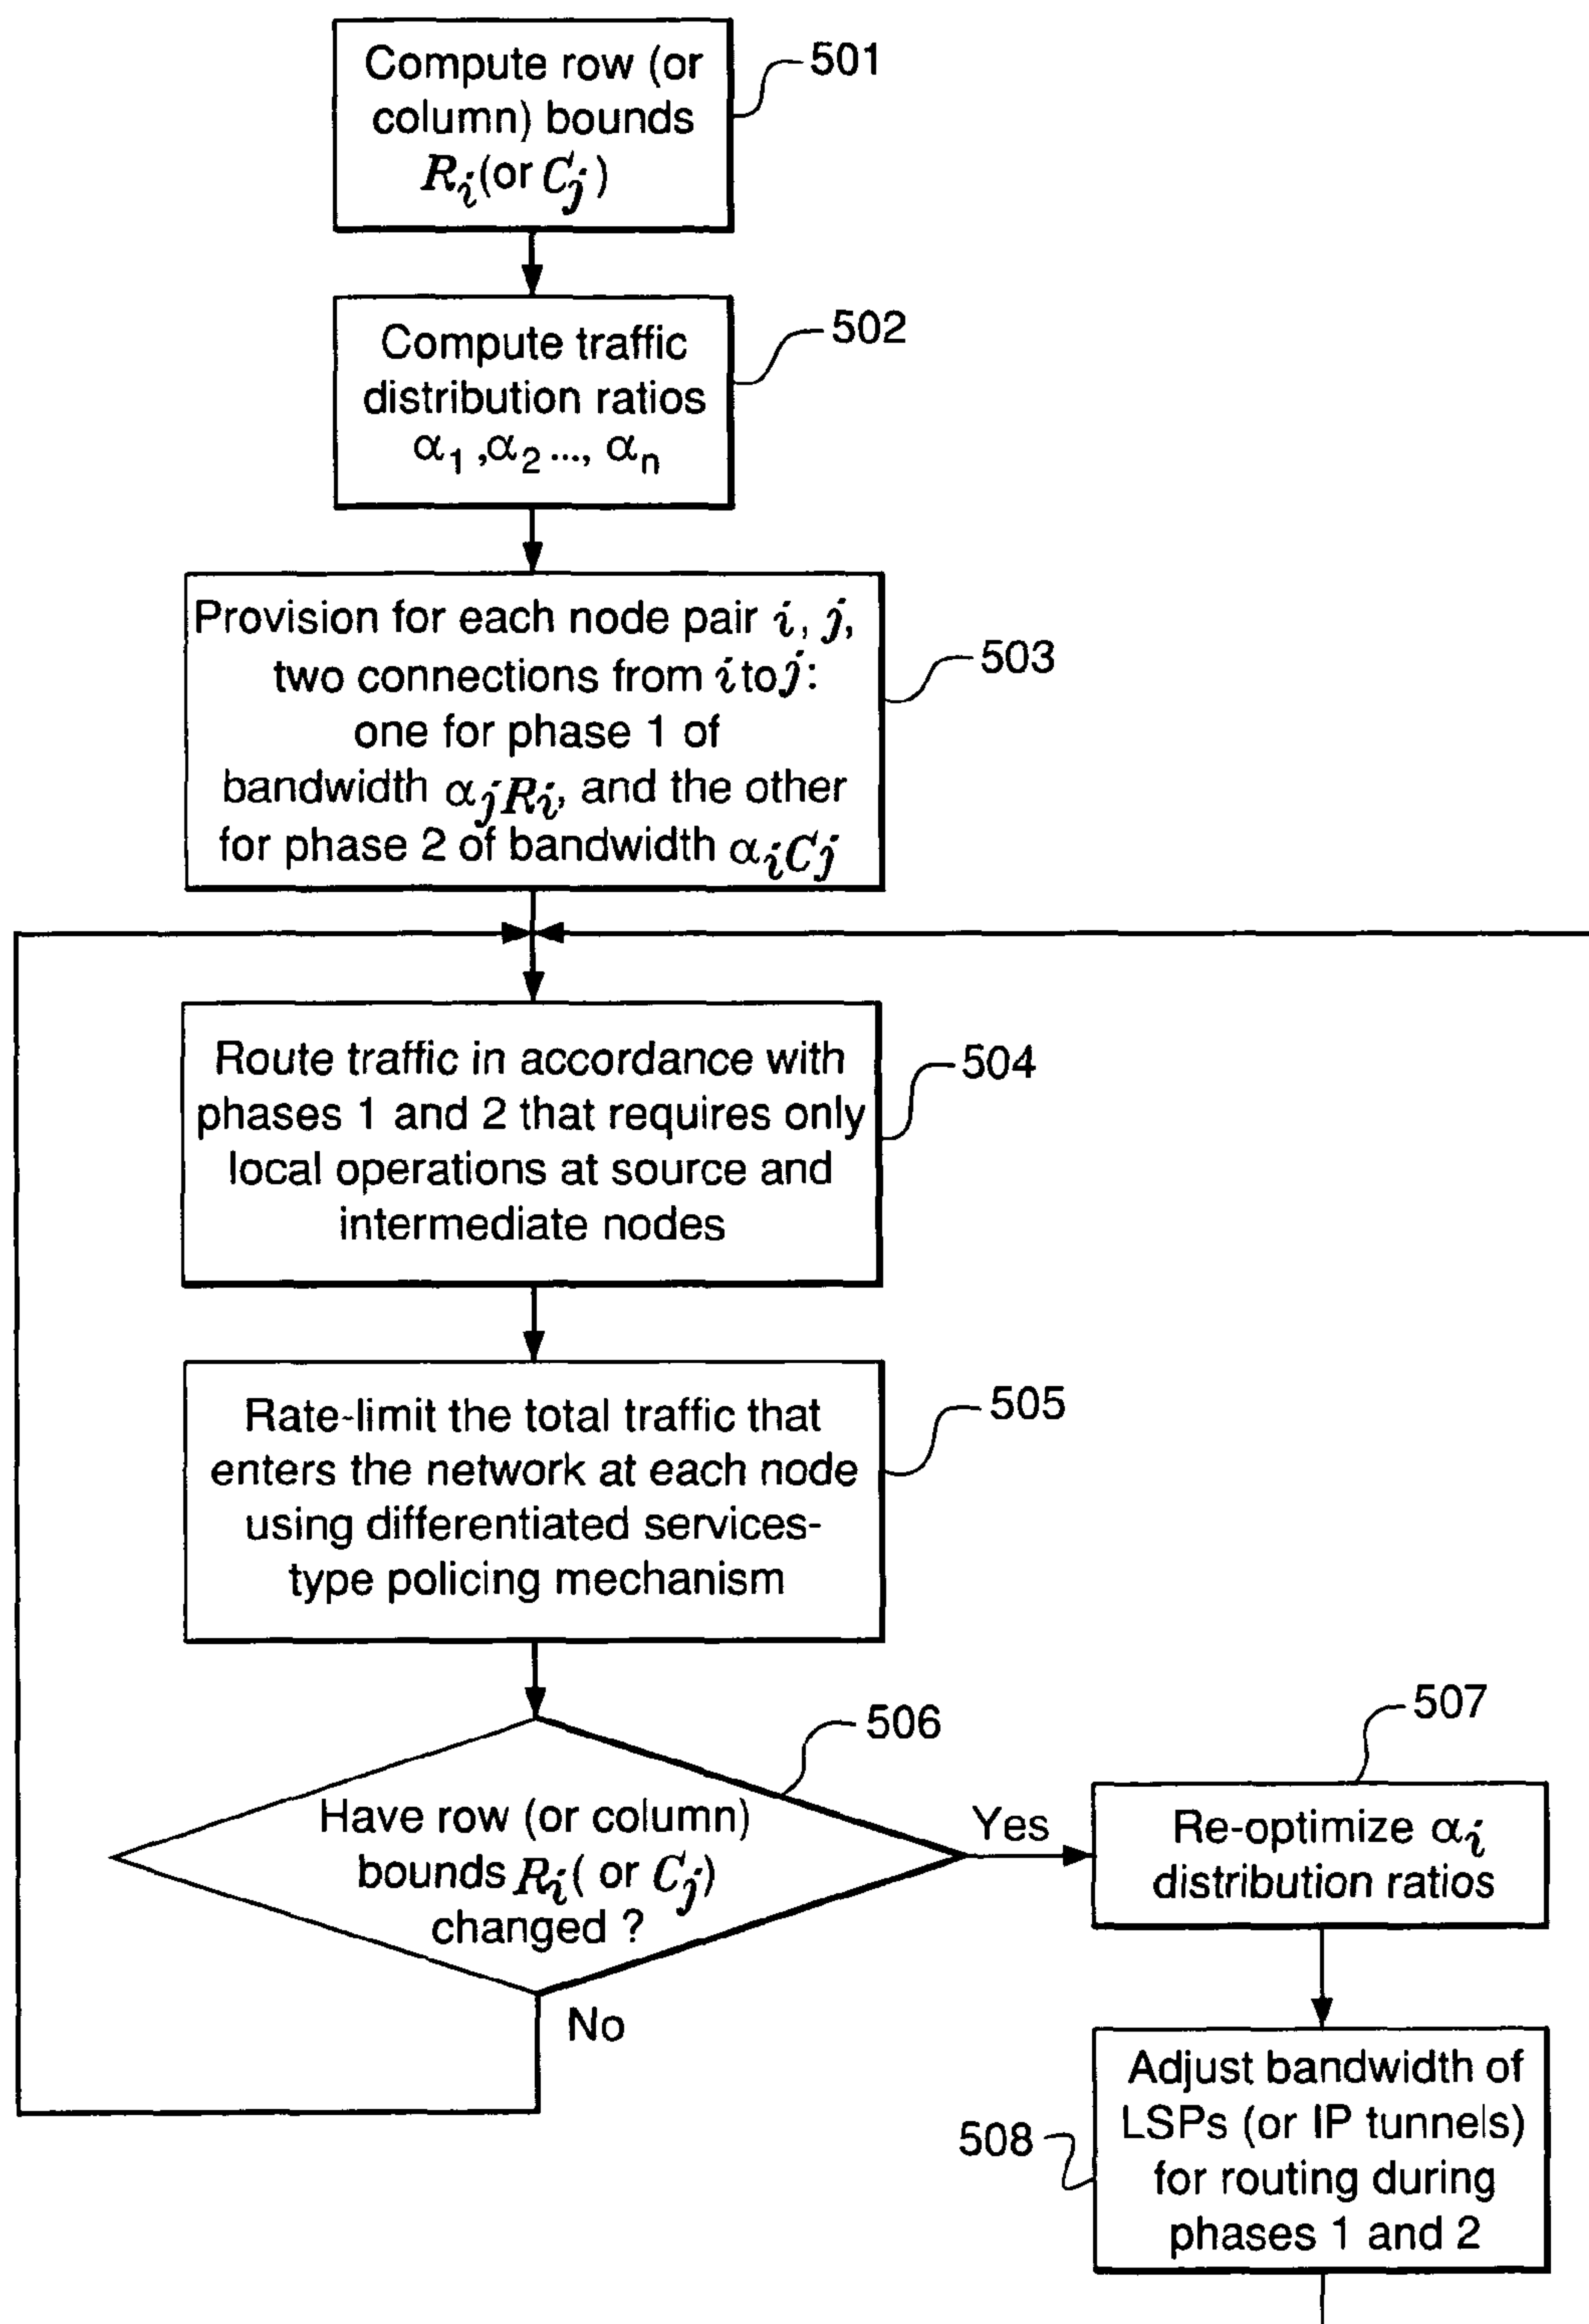 Compute row (or
column) bounds
Rᵢ(or Cⱼ)
501
Compute traffic
distribution ratios
α₁ ,α₂ ..., αₙ
502
Provision for each node pair i, j,
two connections from i to j:
one for phase 1 of
bandwidth αⱼRᵢ, and the other
for phase 2 of bandwidth αᵢCⱼ
503
Route traffic in accordance with
phases 1 and 2 that requires only
local operations at source and
intermediate nodes
504
Rate-limit the total traffic that
enters the network at each node
using differentiated services-
type policing mechanism
505
Have row (or column)
bounds Rᵢ( or Cⱼ)
changed ?
506
Yes
No
Re-optimize αᵢ
distribution ratios
507
Adjust bandwidth of
LSPs (or IP tunnels)
for routing during
phases 1 and 2
508